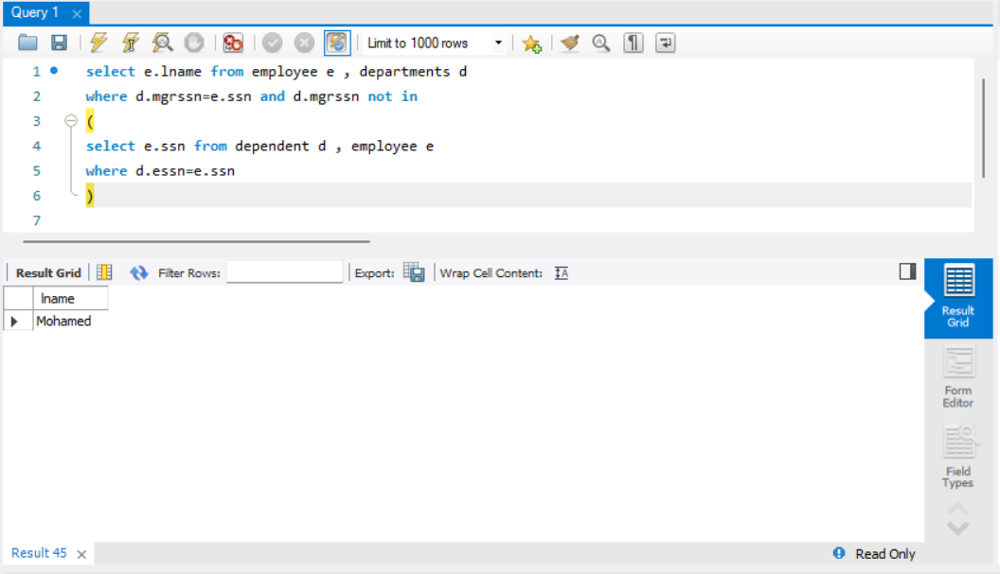 Query 1
Limit to 1000 rows
1 select e.lname from employee e , departments d
2 where d.mgrssn=e.ssn and d.mgrssn not in
3 (
4 select e.ssn from dependent d , employee e
5 where d.essn=e.ssn
6 )
7
Result Grid Filter Rows: Export: Wrap Cell Content: IA
lname
Mohamed
Result Grid
Form Editor
Field Types
Result 45 Read Only